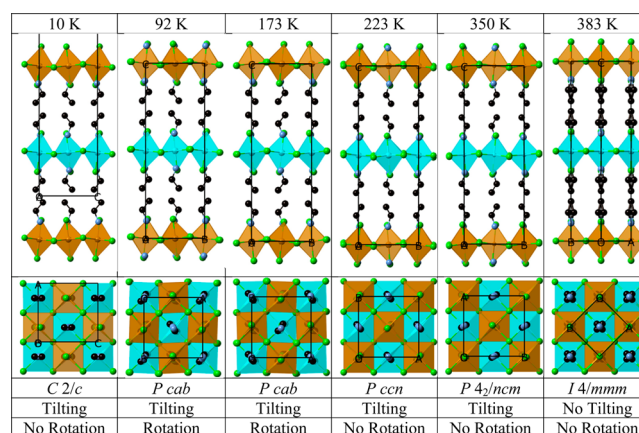 10 K 92 K 173 K 223 K 350 K 383 K
C 2/c P cab P cab P ccn P 4₂/ncm I 4/mmm
Tilting Tilting Tilting Tilting Tilting No Tilting
No Rotation Rotation Rotation No Rotation No Rotation No Rotation